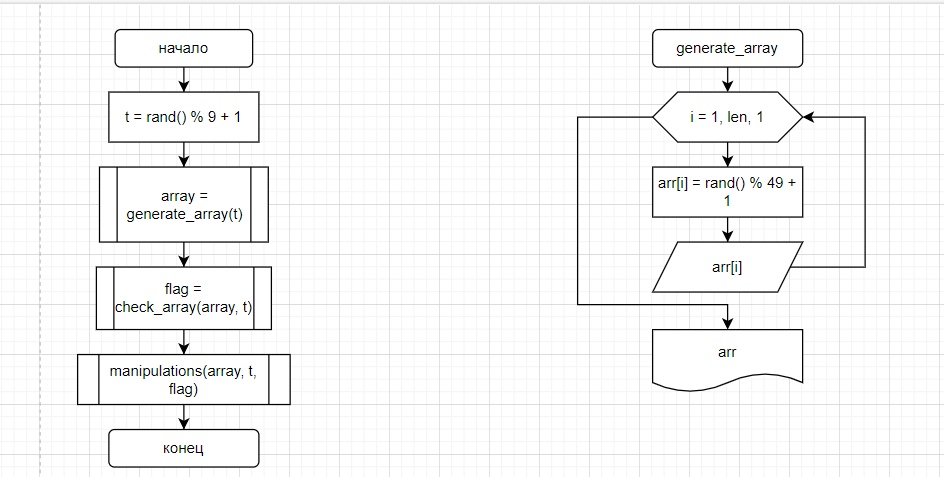 начало
t = rand() % 9 + 1
array =
generate_array(t)
flag =
check_array(array, t)
manipulations(array, t,
flag)
конец
generate_array
i = 1, len, 1
arr[i] = rand() % 49 +
1
arr[i]
arr